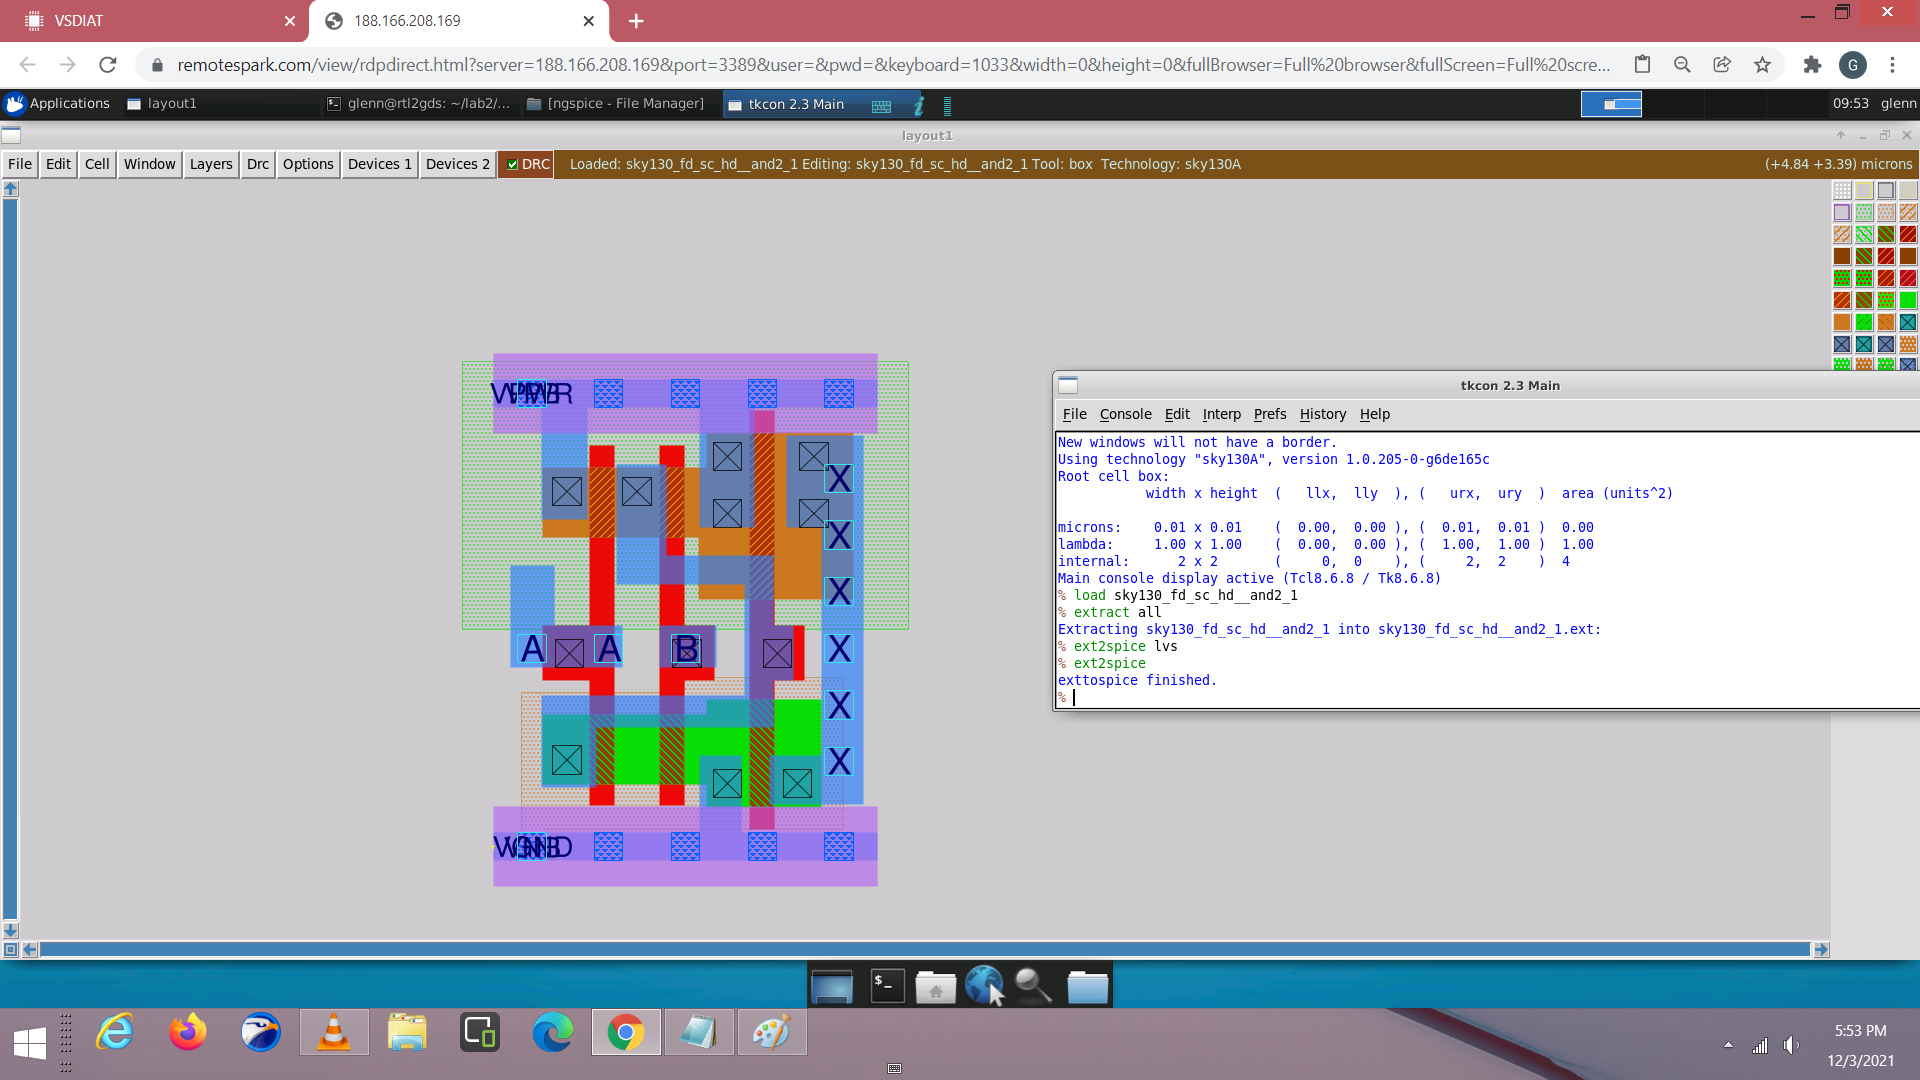 VSDIAT
188.166.208.169
remotespark.com/view/rdpdirect.html?server=188.166.208.169&port=3389&user=&pwd=&keyboard=1033&width=0&height=0&fullBrowser=Full%20browser&fullScreen=Full%20scre...
G
Applications
layout1
glenn@rtl2gds: ~/lab2/...
[ngspice - File Manager]
tkcon 2.3 Main
09:53
glenn
layout1
File Edit Cell Window Layers Drc Options Devices 1 Devices 2 DRC
Loaded: sky130_fd_sc_hd__and2_1 Editing: sky130_fd_sc_hd__and2_1 Tool: box Technology: sky130A
(+4.84 +3.39) microns
X
X
X
A A B X
X
X
tkcon 2.3 Main
File Console Edit Interp Prefs History Help
New windows will not have a border.
Using technology "sky130A", version 1.0.205-0-g6de165c
Root cell box:
width x height ( llx, lly ), ( urx, ury ) area (units^2)
microns: 0.01 x 0.01 ( 0.00, 0.00 ), ( 0.01, 0.01 ) 0.00
lambda: 1.00 x 1.00 ( 0.00, 0.00 ), ( 1.00, 1.00 ) 1.00
internal: 2 x 2 ( 0, 0 ), ( 2, 2 ) 4
Main console display active (Tcl8.6.8 / Tk8.6.8)
% load sky130_fd_sc_hd__and2_1
% extract all
Extracting sky130_fd_sc_hd__and2_1 into sky130_fd_sc_hd__and2_1.ext:
% ext2spice lvs
% ext2spice
exttospice finished.
%
$_
5:53 PM
12/3/2021